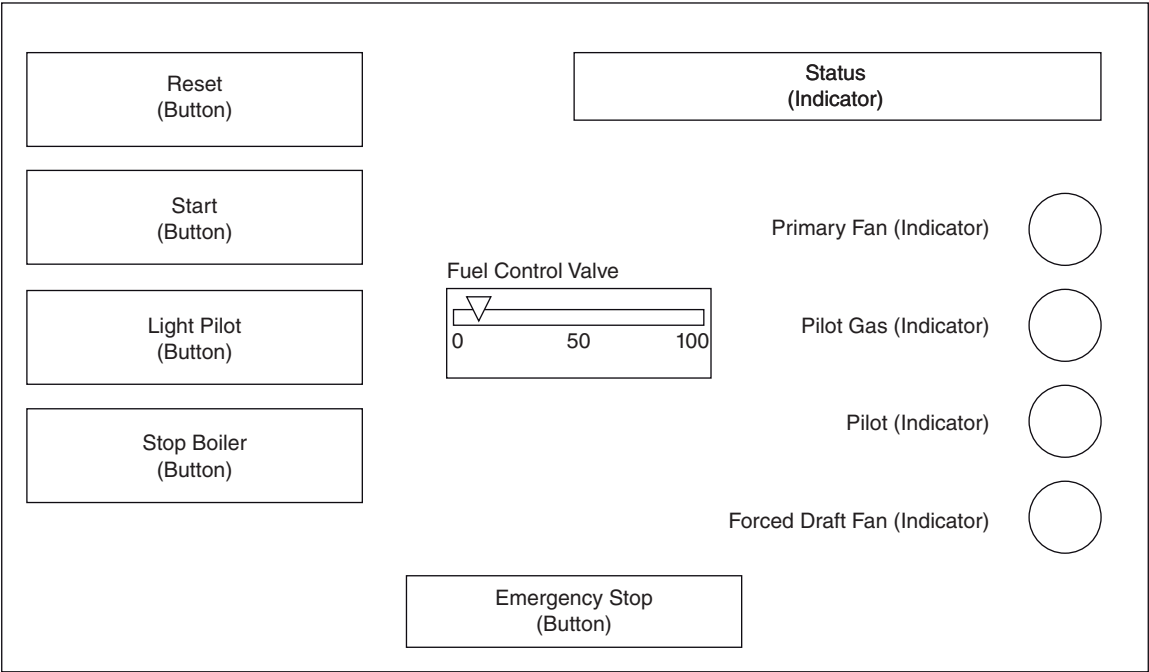 Reset
(Button)
Status
(Indicator)
Start
(Button)
Primary Fan (Indicator)
Fuel Control Valve
0 50 100
Light Pilot
(Button)
Pilot Gas (Indicator)
Stop Boiler
(Button)
Pilot (Indicator)
Forced Draft Fan (Indicator)
Emergency Stop
(Button)